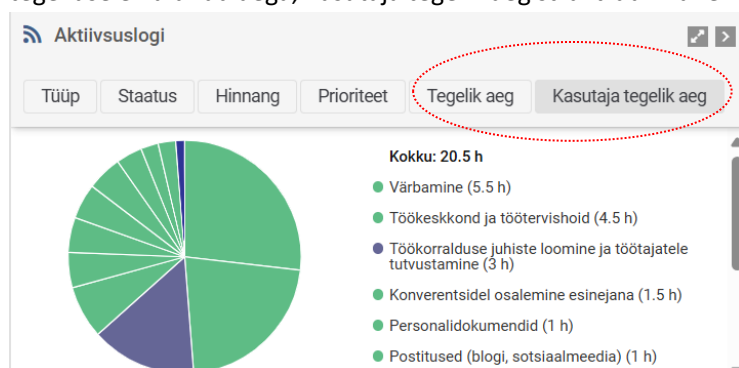 Aktiivsuslogi
Tüüp Staatus Hinnang Prioriteet Tegelik aeg Kasutaja tegelik aeg
Kokku: 20.5 h
Värbamine (5.5 h)
Töökeskkond ja töötervishoid (4.5 h)
Töökorralduse juhiste loomine ja töötajatele
tutvustamine (3 h)
Konverentsidel osalemine esinejana (1.5 h)
Personalidokumendid (1 h)
Postitused (blogi, sotsiaalmeedia) (1 h)